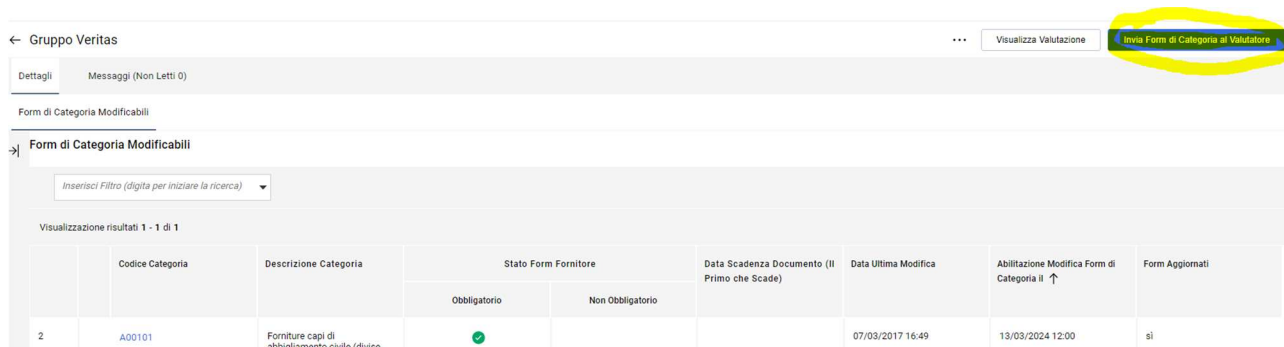 ← Gruppo Veritas
... Visualizza Valutazione Invia Form di Categoria al Valutatore
Dettagli Messaggi (Non Letti 0)
Form di Categoria Modificabili
Form di Categoria Modificabili
Inserisci Filtro (digita per iniziare la ricerca)
Visualizzazione risultati 1 - 1 di 1
Codice Categoria Descrizione Categoria Stato Form Fornitore Data Scadenza Documento (Il Data Ultima Modifica Abilitazione Modifica Form di Form Aggiornati
Primo che Scade) Categoria il ↑
Obbligatorio Non Obbligatorio
2 A00101 Forniture capi di 07/03/2017 16:49 13/03/2024 12:00 sì
abbigliamento civile (divise